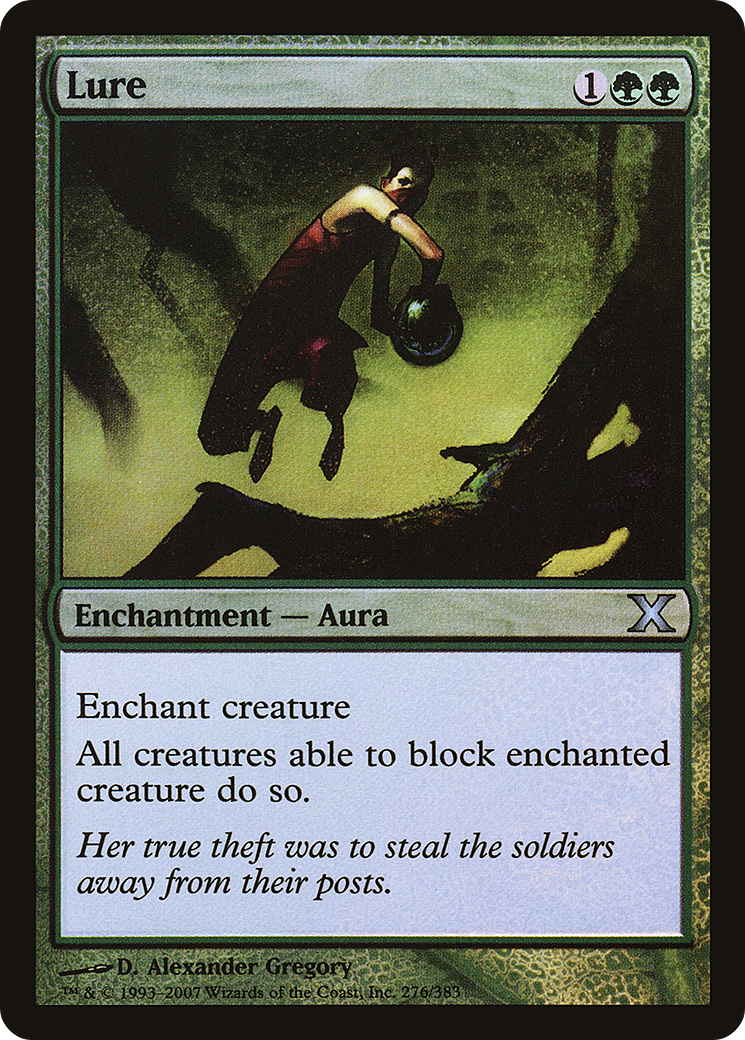 Lure 1
Enchantment — Aura X
Enchant creature
All creatures able to block enchanted
creature do so.
Her true theft was to steal the soldiers
away from their posts.
D. Alexander Gregory
™ & © 1993–2007 Wizards of the Coast, Inc. 276/383